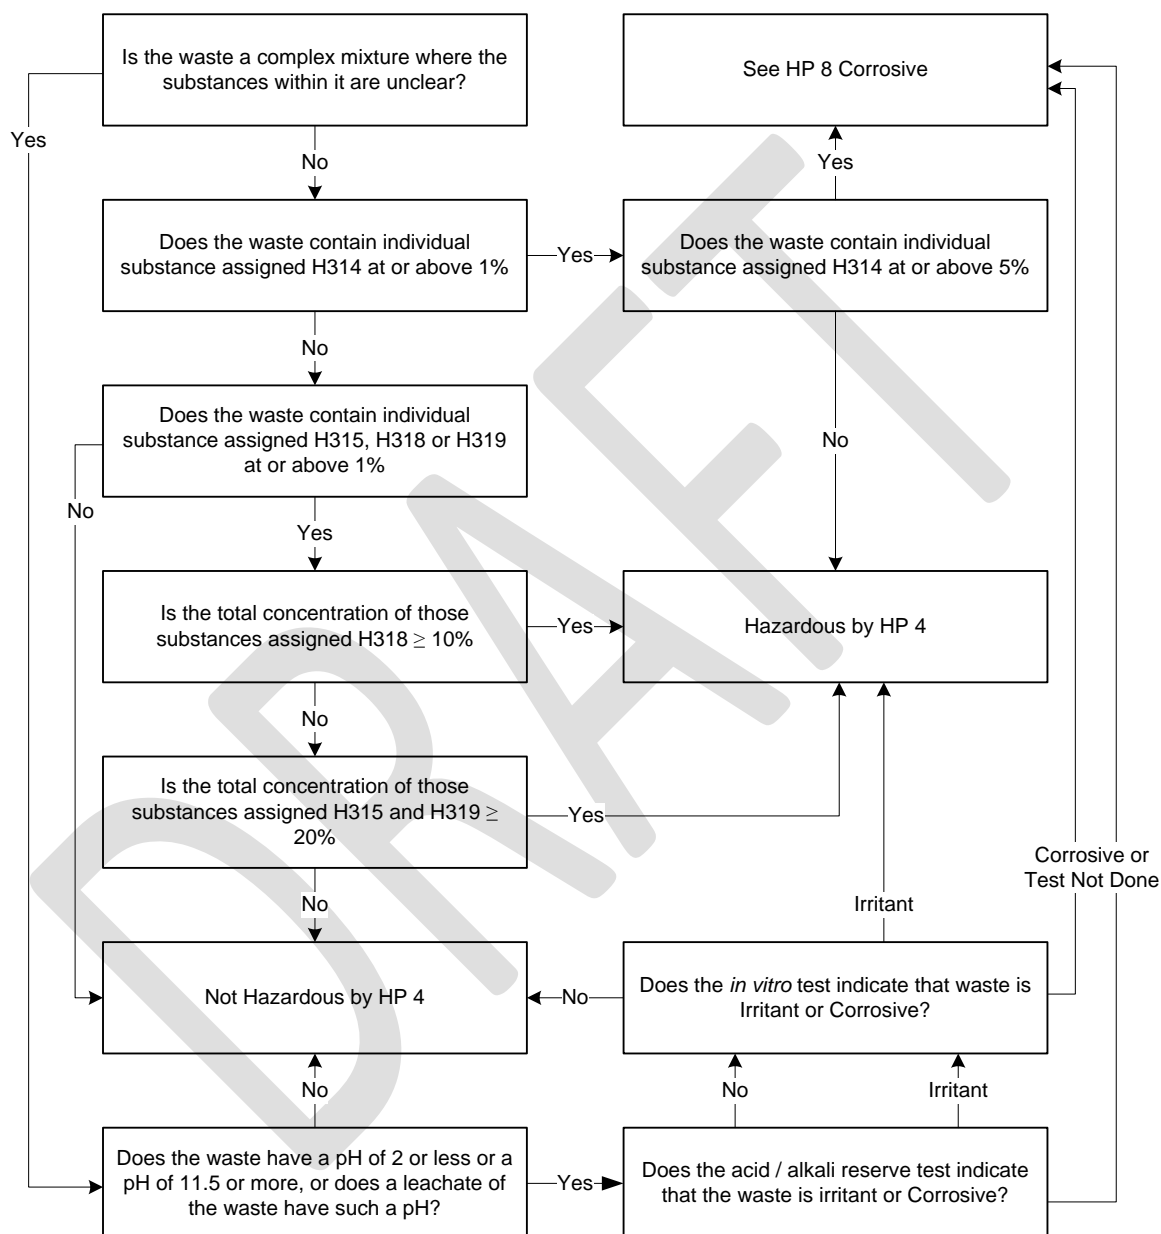 Is the waste a complex mixture where the
substances within it are unclear?
See HP 8 Corrosive
Yes
No
Yes
Does the waste contain individual
substance assigned H314 at or above 1%
Yes
Does the waste contain individual
substance assigned H314 at or above 5%
No
Does the waste contain individual
substance assigned H315, H318 or H319
at or above 1%
No
No
Yes
Is the total concentration of those
substances assigned H318 ≥ 10%
Yes
Hazardous by HP 4
No
Is the total concentration of those
substances assigned H315 and H319 ≥
20%
Yes
Corrosive or
Test Not Done
No
Irritant
Not Hazardous by HP 4
No
Does the in vitro test indicate that waste is
Irritant or Corrosive?
No
No
Irritant
Does the waste have a pH of 2 or less or a
pH of 11.5 or more, or does a leachate of
the waste have such a pH?
Yes
Does the acid / alkali reserve test indicate
that the waste is irritant or Corrosive?
DRAFT